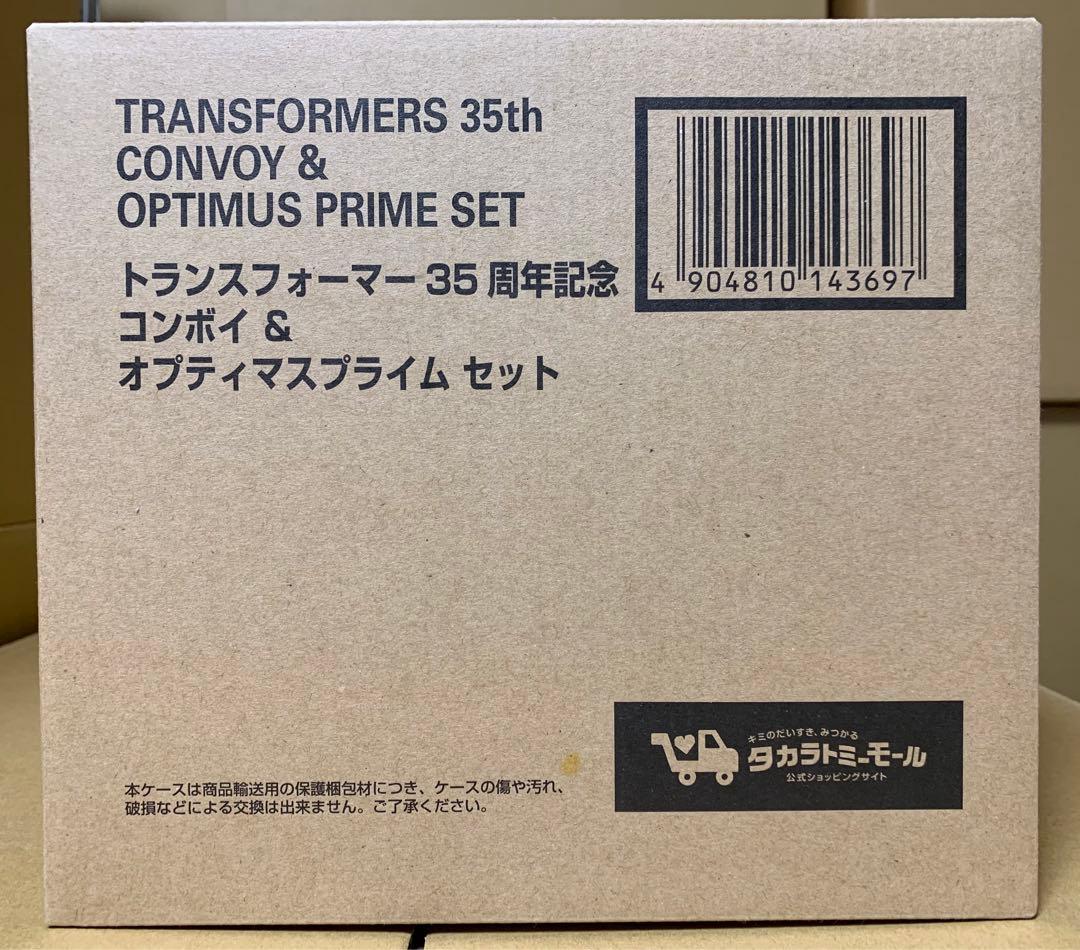 TRANSFORMERS 35th
CONVOY &
OPTIMUS PRIME SET
トランスフォーマー 35 周年記念
コンボイ &
オプティマスプライム セット
4 904810 143697
本ケースは商品輸送用の保護梱包材につき、ケースの傷や汚れ、
破損などによる交換は出来ません。ご了承ください。
キミのだいすき、みつかる
タカラトミーモール
公式ショッピングサイト